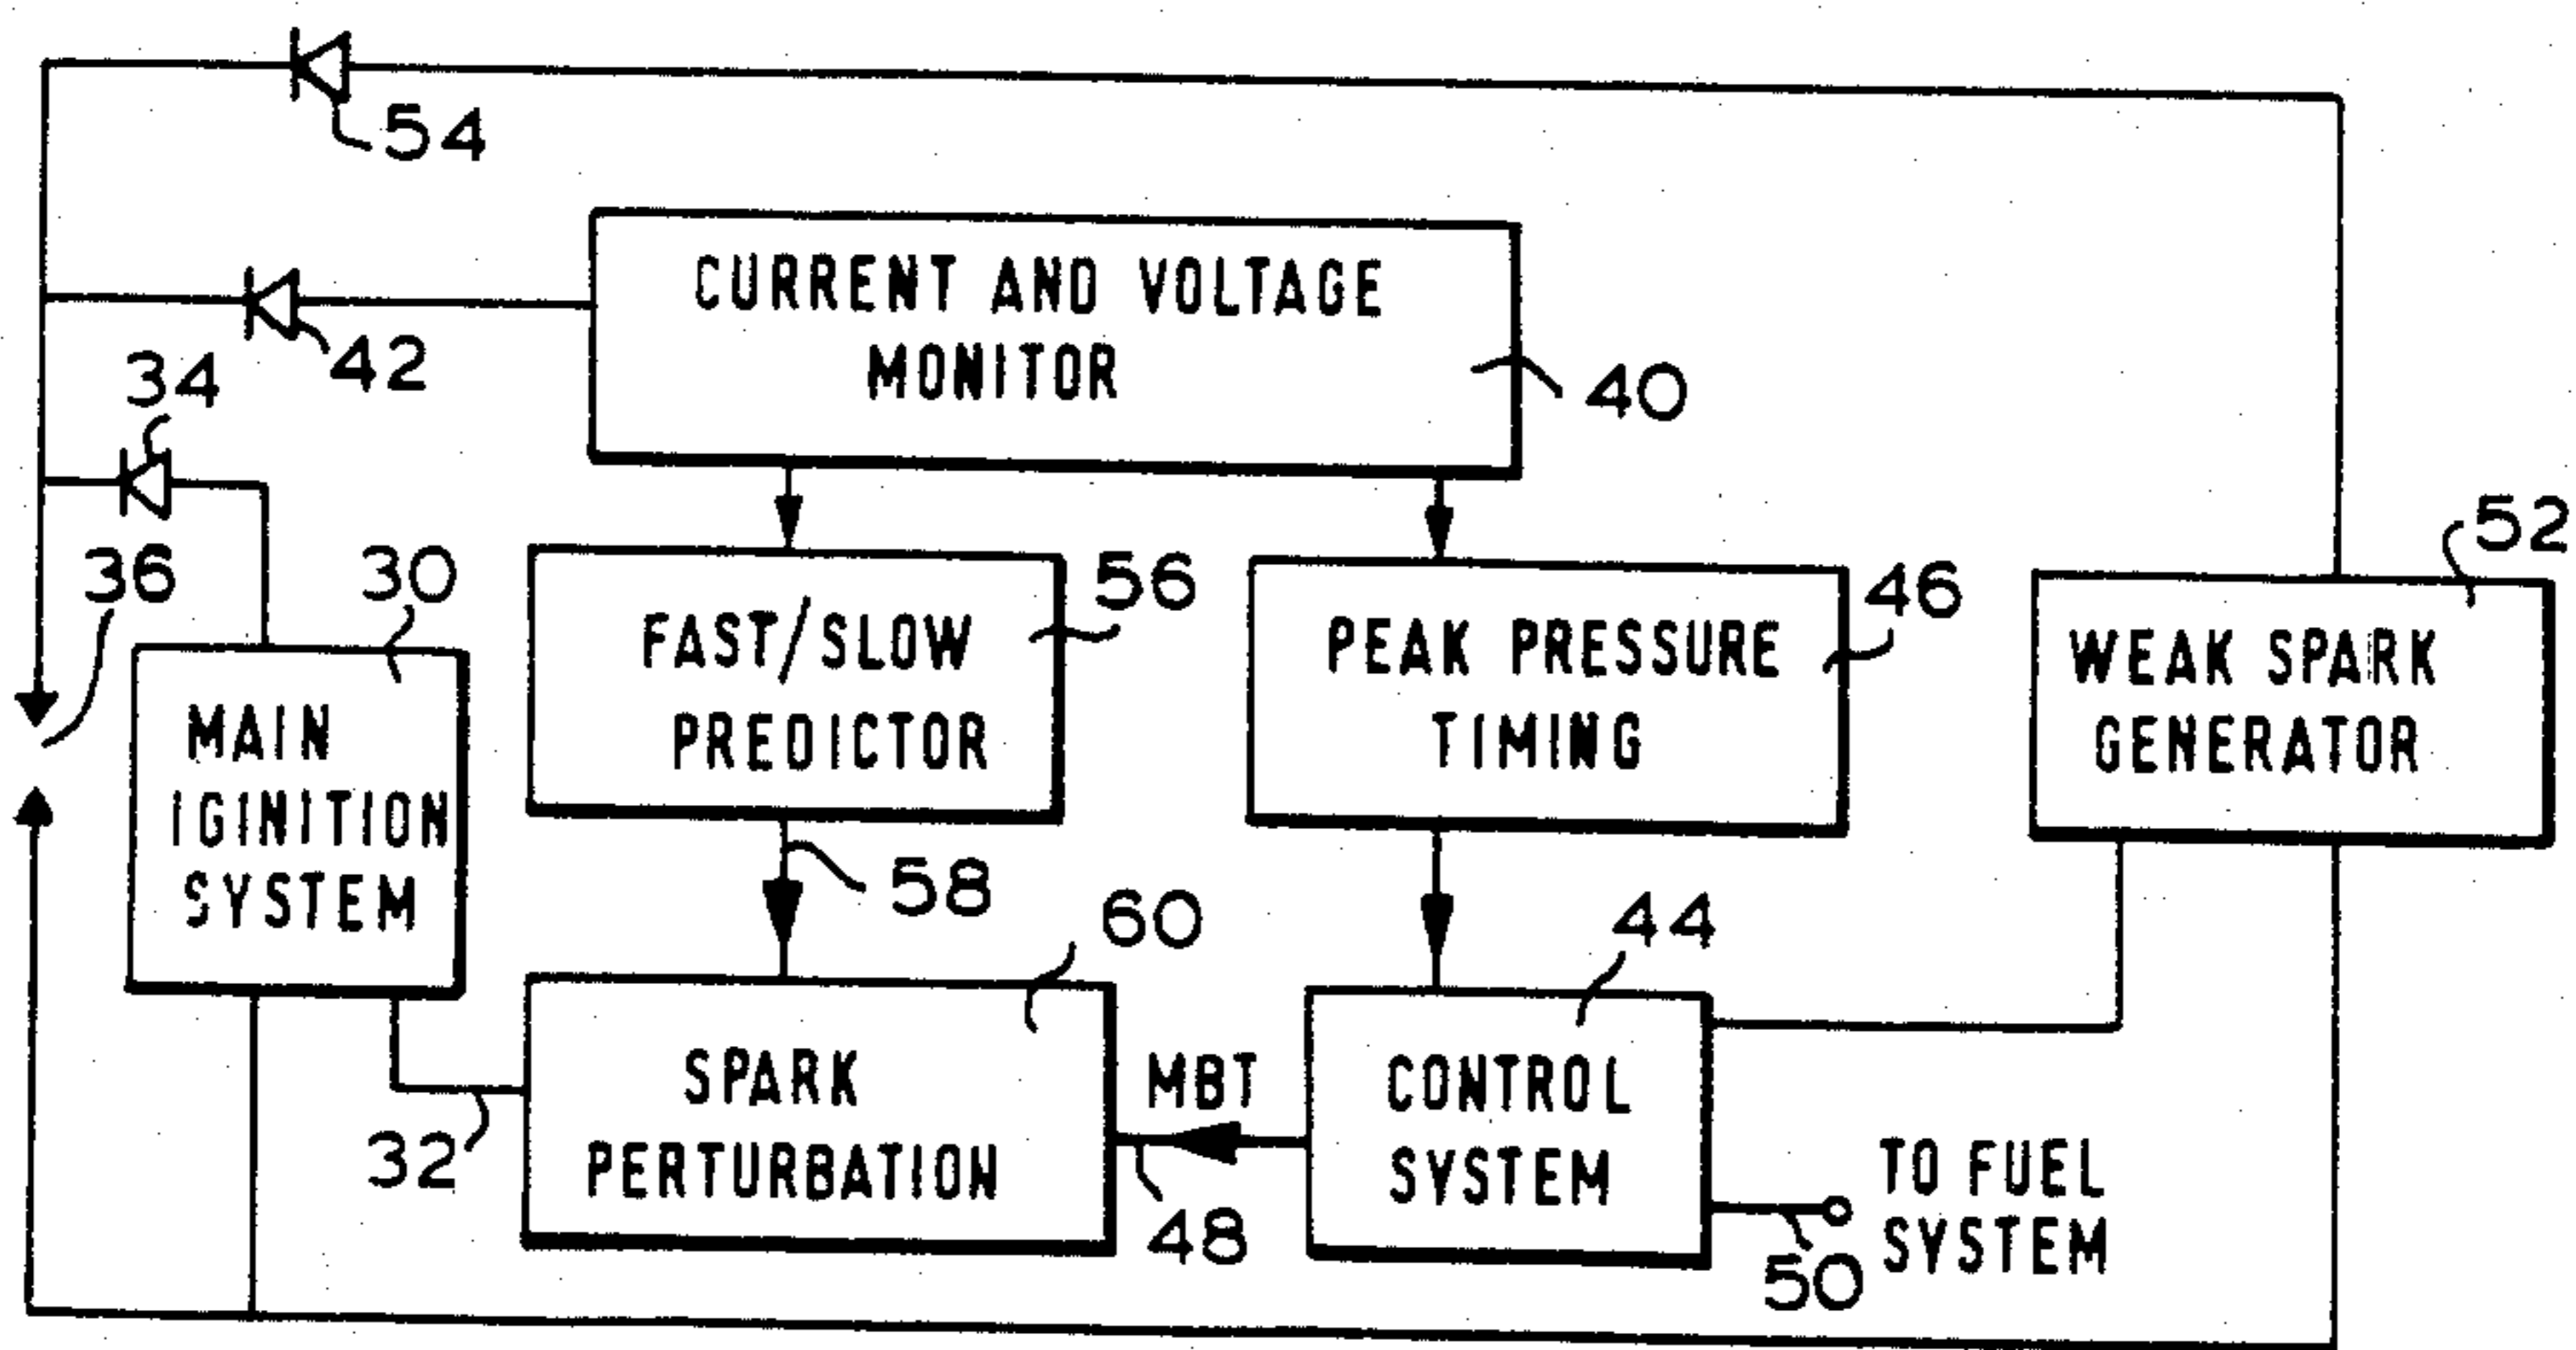 54
CURRENT AND VOLTAGE
MONITOR
42
34
40
36
30
56
46
52
FAST/SLOW
PREDICTOR
PEAK PRESSURE
TIMING
WEAK SPARK
GENERATOR
MAIN
IGINITION
SYSTEM
58
60
44
SPARK
PERTURBATION
MBT
CONTROL
SYSTEM
32
48
50
TO FUEL
SYSTEM